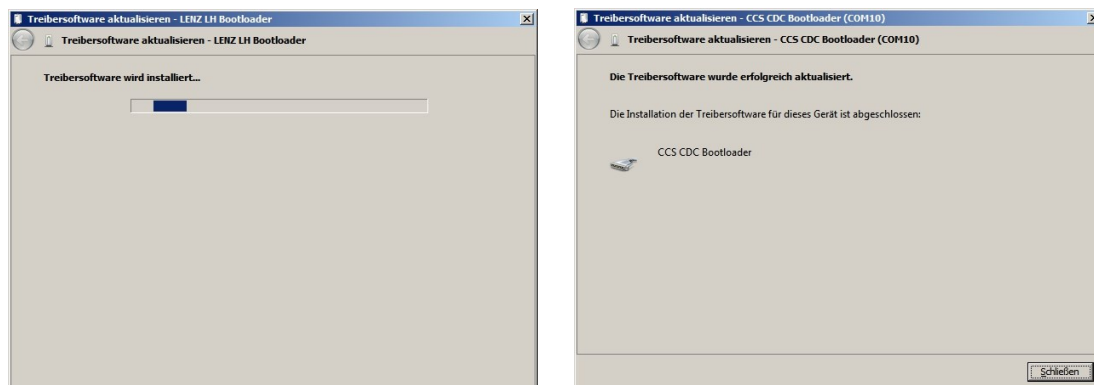 Treibersoftware aktualisieren - LENZ LH Bootloader
Treibersoftware aktualisieren - LENZ LH Bootloader
Treibersoftware wird installiert...
Treibersoftware aktualisieren - CCS CDC Bootloader (COM10)
Treibersoftware aktualisieren - CCS CDC Bootloader (COM10)
Die Treibersoftware wurde erfolgreich aktualisiert.
Die Installation der Treibersoftware für dieses Gerät ist abgeschlossen:
CCS CDC Bootloader
Schließen